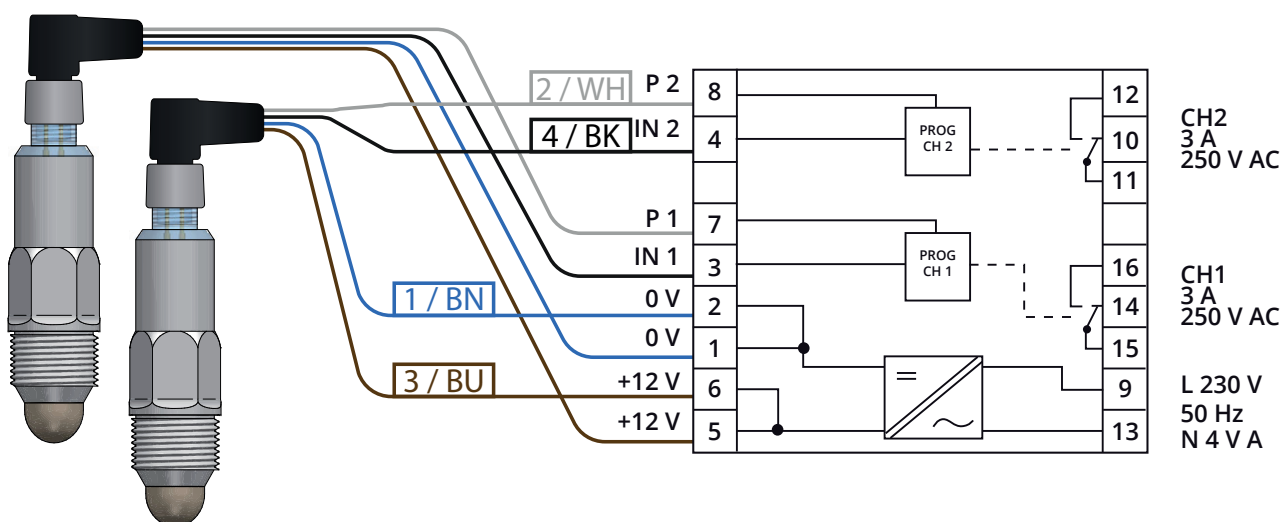 2 / WH
P 2
8
4 / BK
IN 2
4
P 1
7
IN 1
3
1 / BN
0 V
2
0 V
1
3 / BU
+12 V
6
+12 V
5
PROG
CH 2
PROG
CH 1
12
10
11
16
14
15
9
13
CH2
3 A
250 V AC
CH1
3 A
250 V AC
L 230 V
50 Hz
N 4 V A